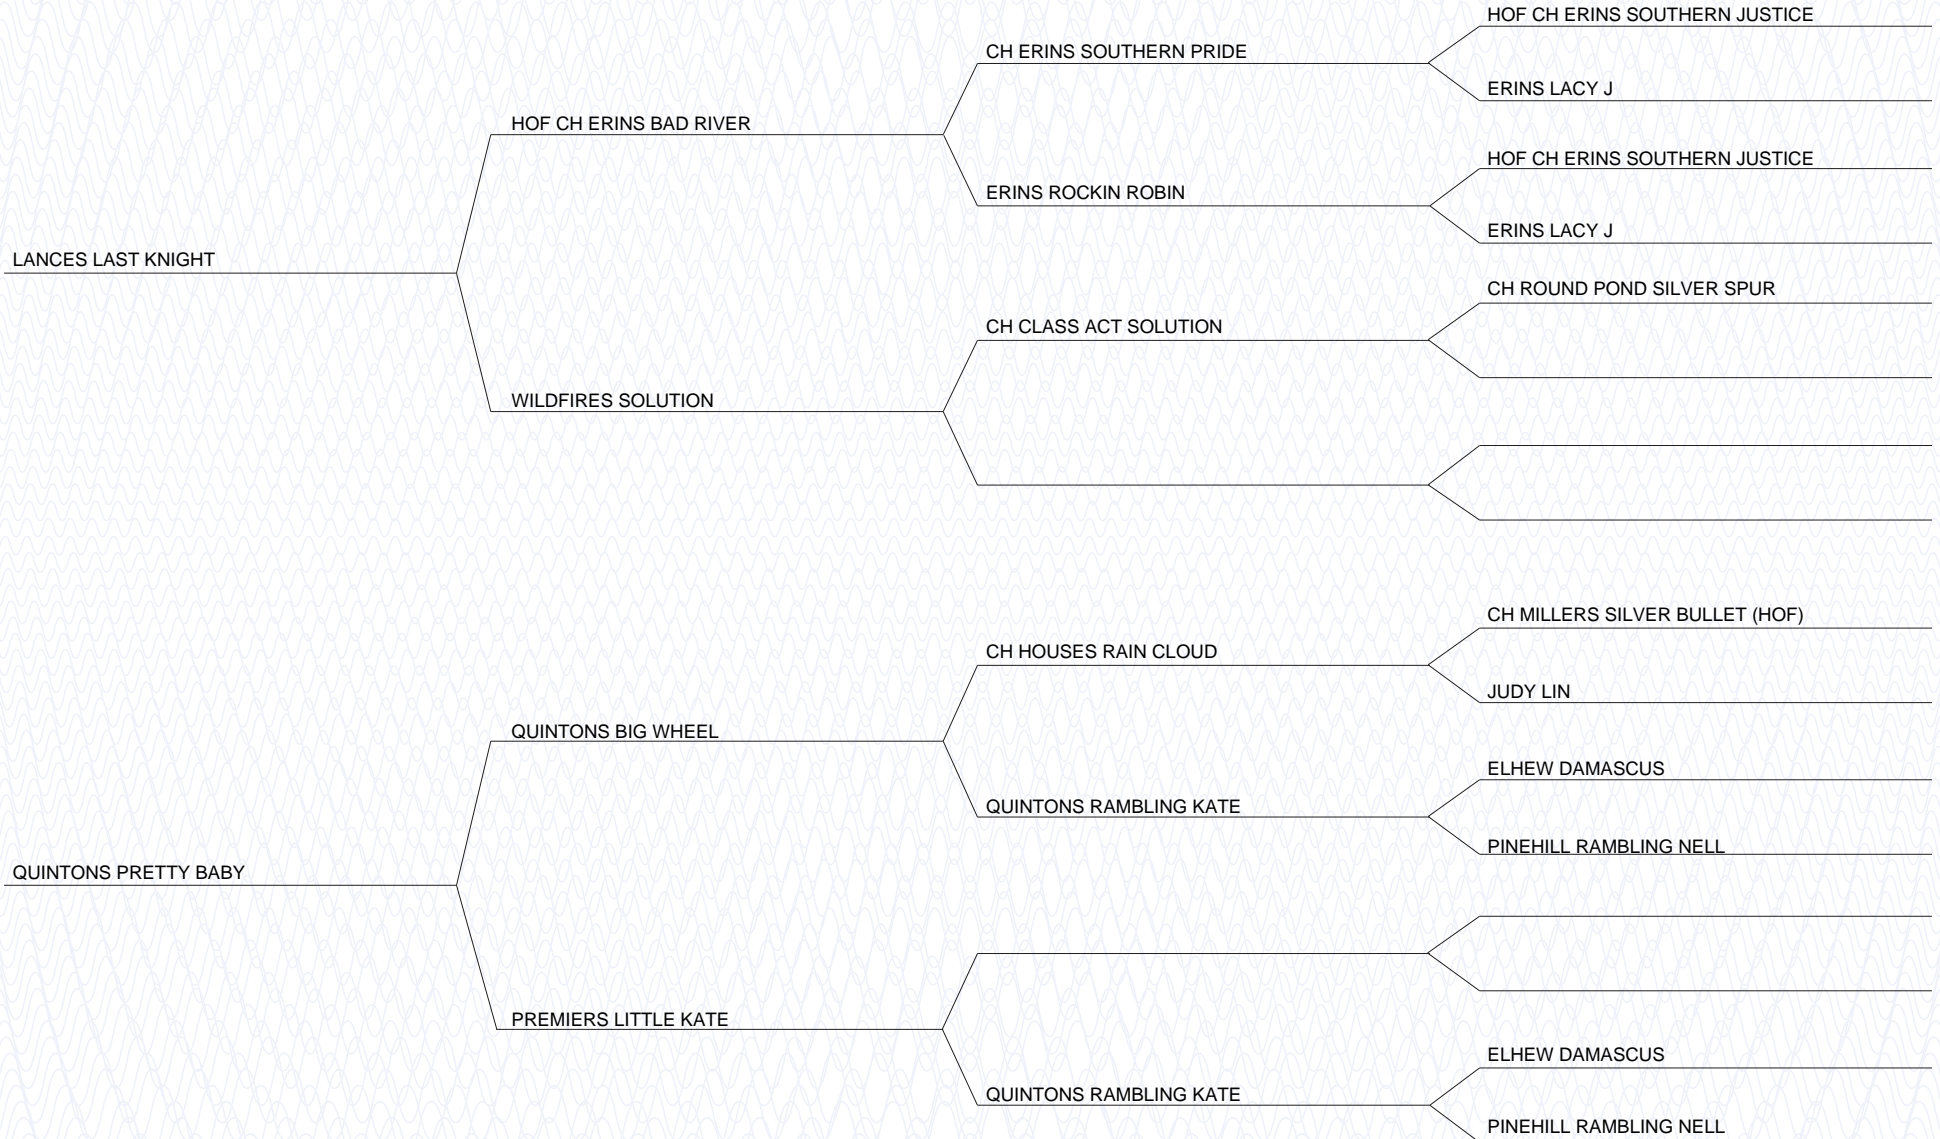 HOF CH ERINS SOUTHERN JUSTICE
CH ERINS SOUTHERN PRIDE
ERINS LACY J
HOF CH ERINS BAD RIVER
HOF CH ERINS SOUTHERN JUSTICE
ERINS ROCKIN ROBIN
ERINS LACY J
LANCES LAST KNIGHT
CH ROUND POND SILVER SPUR
CH CLASS ACT SOLUTION
WILDFIRES SOLUTION
CH MILLERS SILVER BULLET (HOF)
CH HOUSES RAIN CLOUD
JUDY LIN
QUINTONS BIG WHEEL
ELHEW DAMASCUS
QUINTONS RAMBLING KATE
PINEHILL RAMBLING NELL
QUINTONS PRETTY BABY
PREMIERS LITTLE KATE
ELHEW DAMASCUS
QUINTONS RAMBLING KATE
PINEHILL RAMBLING NELL